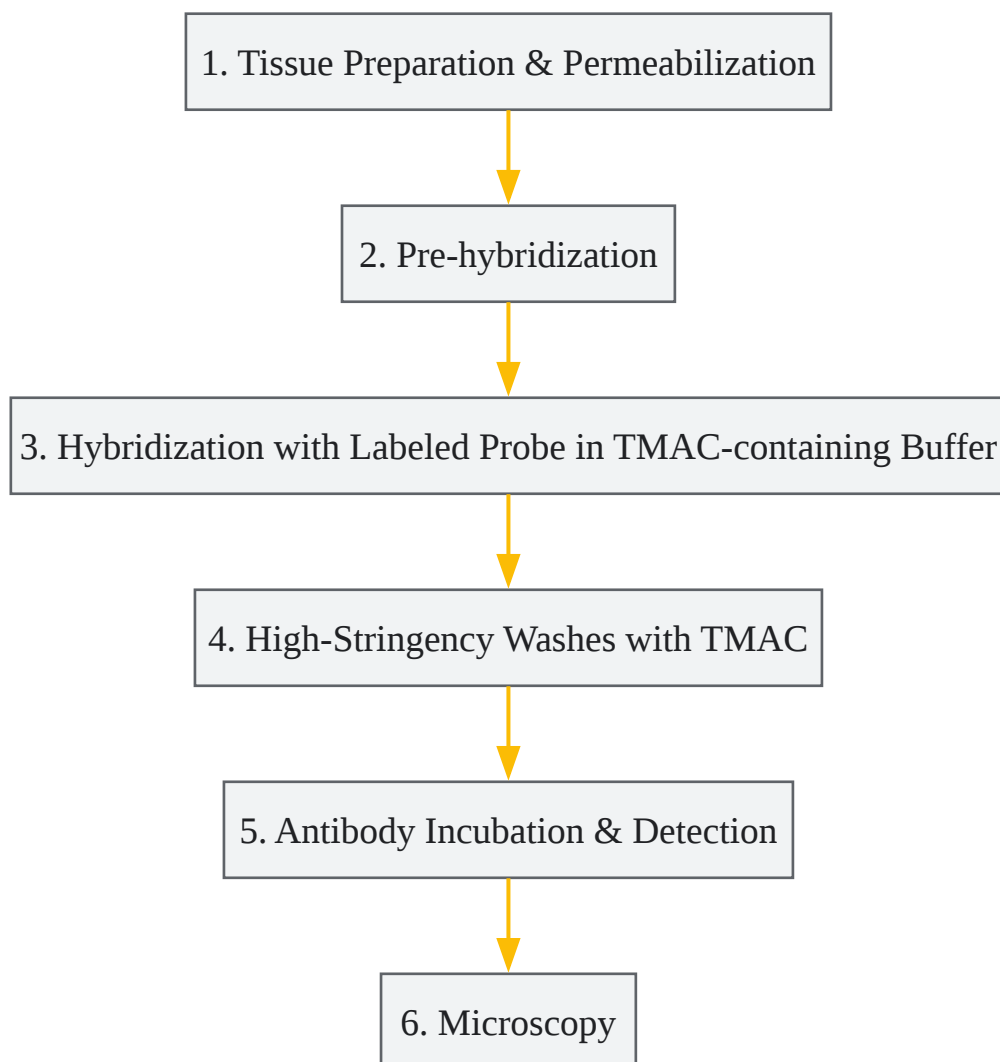 1. Tissue Preparation & Permeabilization
2. Pre-hybridization
3. Hybridization with Labeled Probe in TMAC-containing Buffer
4. High-Stringency Washes with TMAC
5. Antibody Incubation & Detection
6. Microscopy